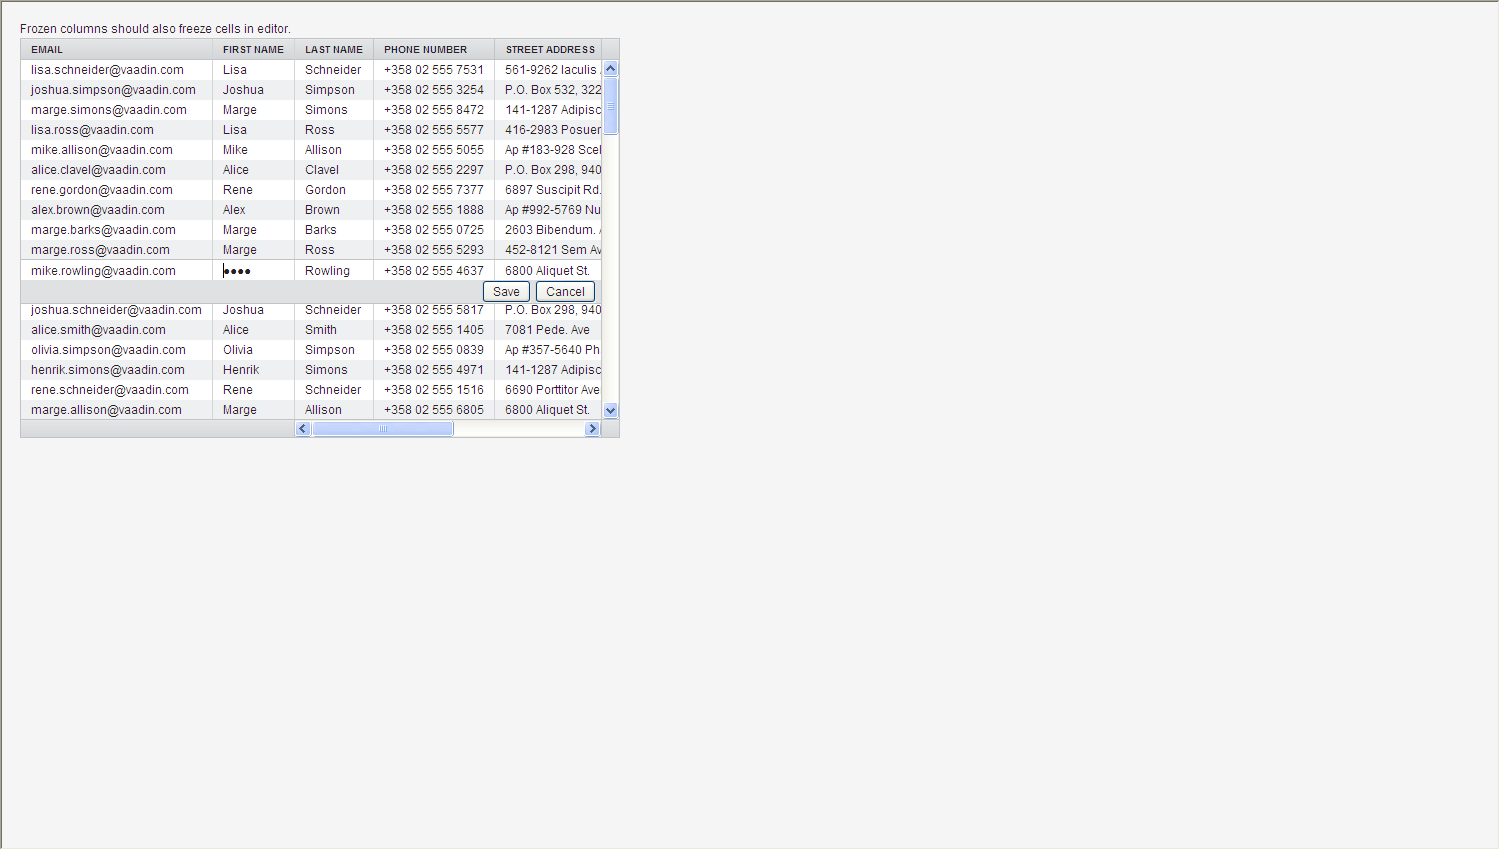 Frozen columns should also freeze cells in editor.
EMAIL FIRST NAME LAST NAME PHONE NUMBER STREET ADDRESS
lisa.schneider@vaadin.com Lisa Schneider +358 02 555 7531 561-9262 Iaculis
joshua.simpson@vaadin.com Joshua Simpson +358 02 555 3254 P.O. Box 532, 322
marge.simons@vaadin.com Marge Simons +358 02 555 8472 141-1287 Adipisc
lisa.ross@vaadin.com Lisa Ross +358 02 555 5577 416-2983 Posuer
mike.allison@vaadin.com Mike Allison +358 02 555 5055 Ap #183-928 Scel
alice.clavel@vaadin.com Alice Clavel +358 02 555 2297 P.O. Box 298, 940
rene.gordon@vaadin.com Rene Gordon +358 02 555 7377 6897 Suscipit Rd.
alex.brown@vaadin.com Alex Brown +358 02 555 1888 Ap #992-5769 Nu
marge.barks@vaadin.com Marge Barks +358 02 555 0725 2603 Bibendum.
marge.ross@vaadin.com Marge Ross +358 02 555 5293 452-8121 Sem Av
mike.rowling@vaadin.com ●●●● Rowling +358 02 555 4637 6800 Aliquet St.
Save Cancel
joshua.schneider@vaadin.com Joshua Schneider +358 02 555 5817 P.O. Box 298, 940
alice.smith@vaadin.com Alice Smith +358 02 555 1405 7081 Pede. Ave
olivia.simpson@vaadin.com Olivia Simpson +358 02 555 0839 Ap #357-5640 Ph
henrik.simons@vaadin.com Henrik Simons +358 02 555 4971 141-1287 Adipisc
rene.schneider@vaadin.com Rene Schneider +358 02 555 1516 6690 Porttitor Ave
marge.allison@vaadin.com Marge Allison +358 02 555 6805 6800 Aliquet St.